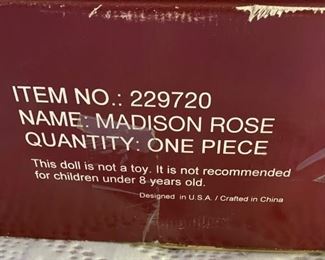 ITEM NO.: 229720
NAME: MADISON ROSE
QUANTITY: ONE PIECE
This doll is not a toy. It is not recommended
for children under 8 years old.
Designed in U.S.A. / Crafted in China